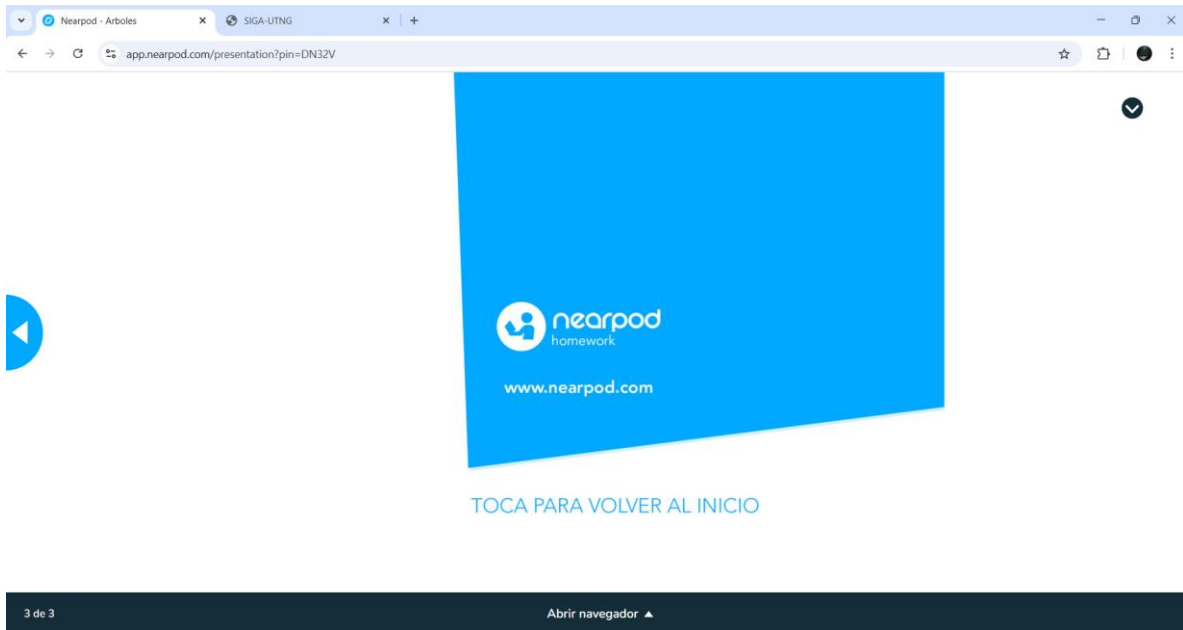 Nearpod - Arboles
SIGA-UTNG
app.nearpod.com/presentation?pin=DN32V
nearpod
homework
www.nearpod.com
TOCA PARA VOLVER AL INICIO
3 de 3
Abrir navegador